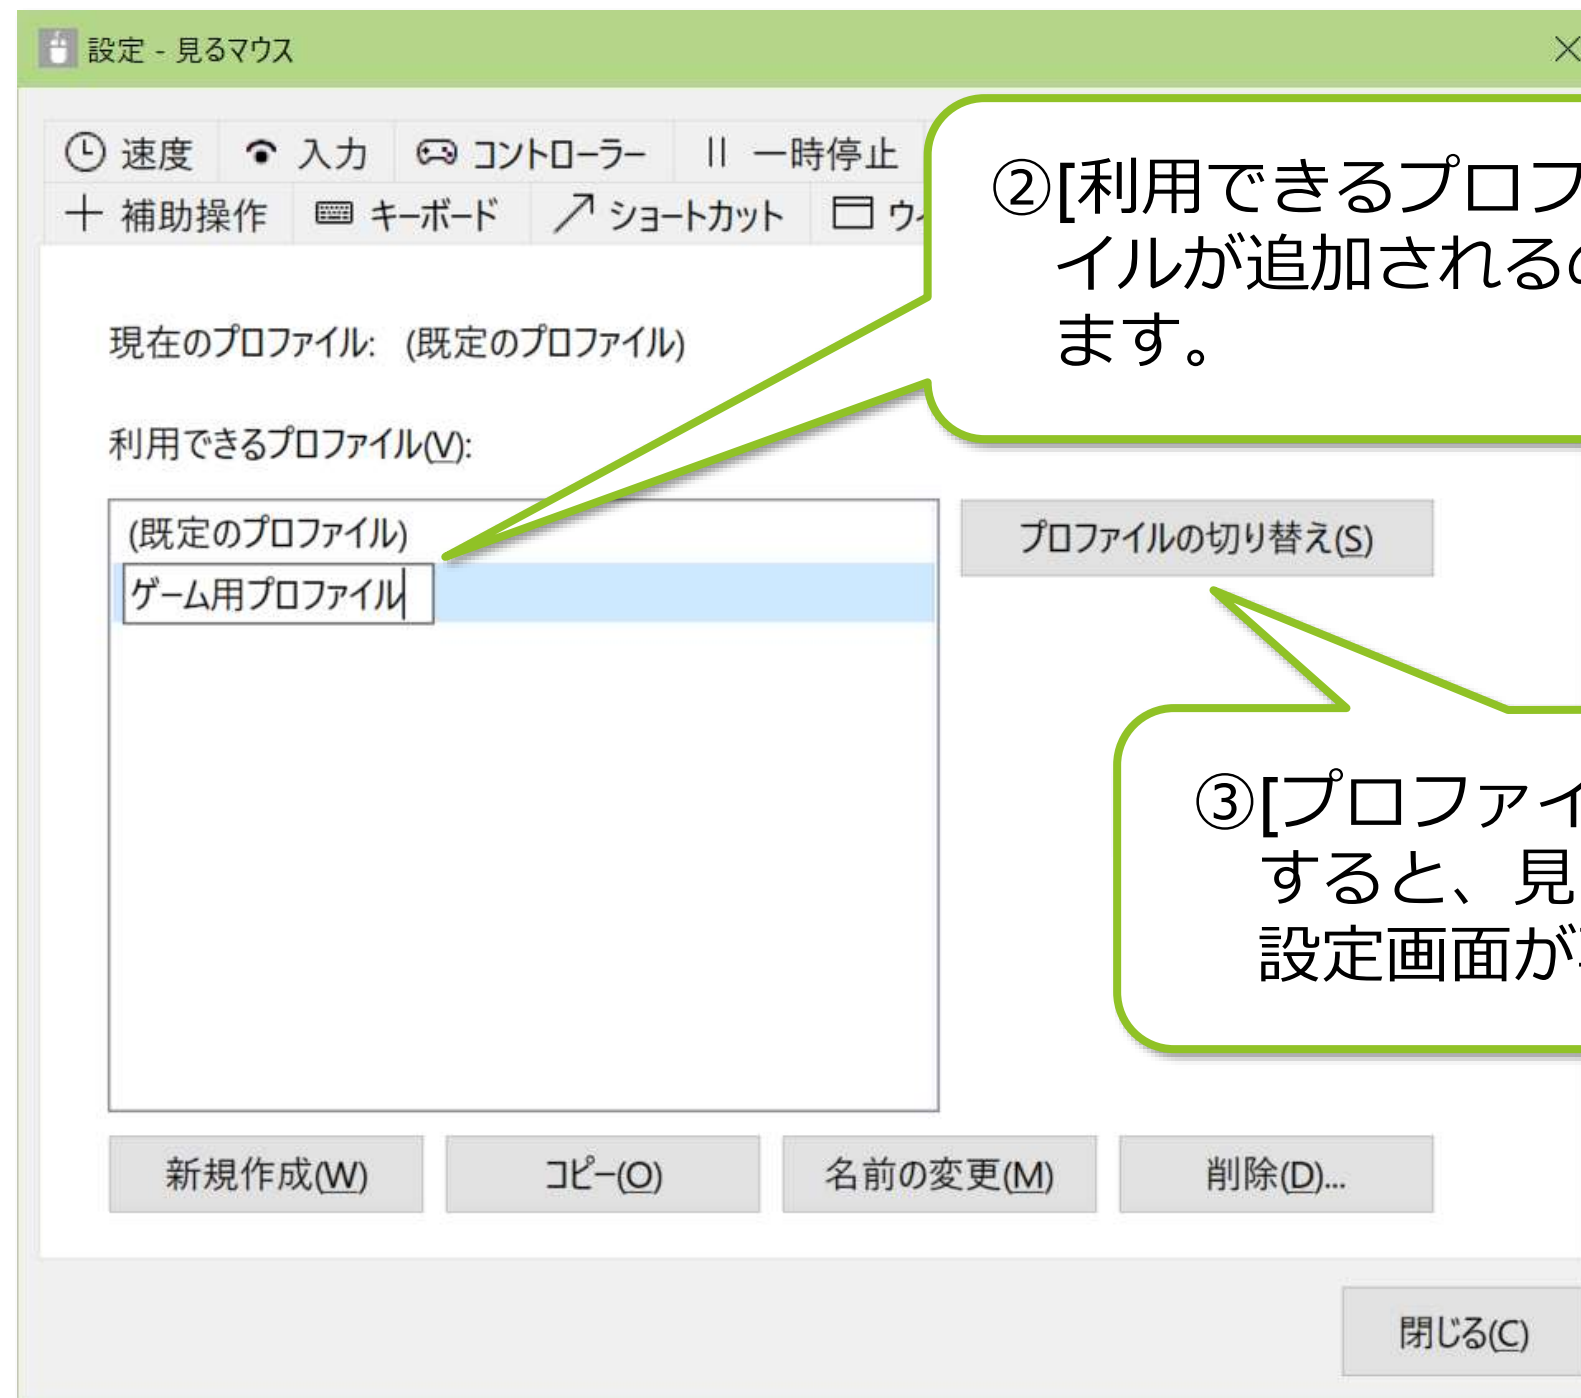 設定 - 見るマウス
速度 入力 コントローラー 一時停止
補助操作 キーボード ショートカット
②[利用できるプロフ
イルが追加されるの
ます。
現在のプロファイル: (既定のプロファイル)
利用できるプロファイル(V):
(既定のプロファイル)
ゲーム用プロファイル
プロファイルの切り替え(S)
③[プロファイ
すると、見
設定画面が
新規作成(W) コピー(O) 名前の変更(M) 削除(D)...
閉じる(C)